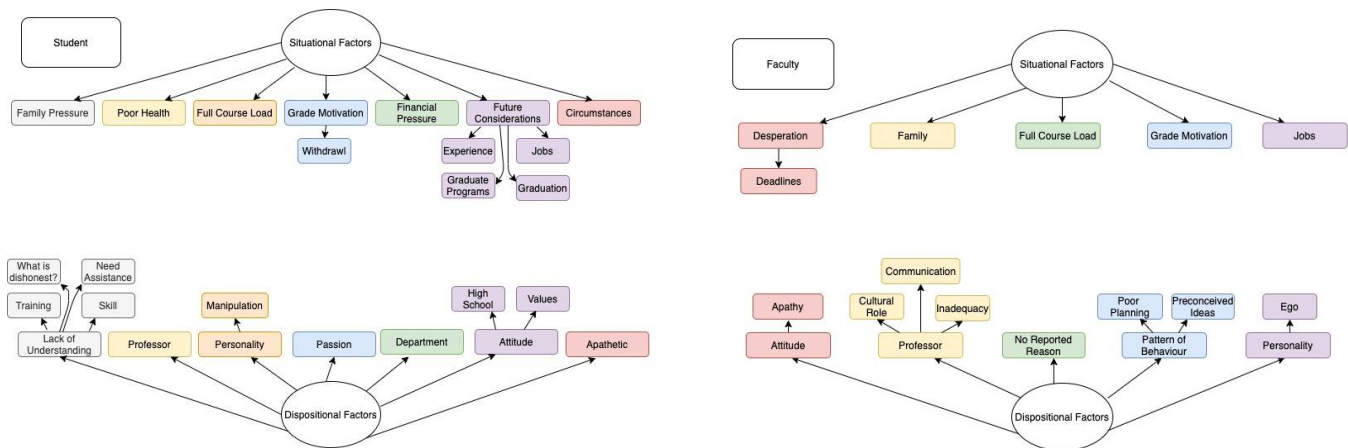 Student
Situational Factors
Family Pressure
Poor Health
Full Course Load
Grade Motivation
Financial
Pressure
Future
Considerations
Circumstances
Withdrawl
Experience
Jobs
Graduate
Programs
Graduation
What is
dishonest?
Need
Assistance
Training
Skill
Manipulation
High
School
Values
Lack of
Understanding
Professor
Personality
Passion
Department
Attitude
Apathetic
Dispositional Factors
Faculty
Situational Factors
Desperation
Family
Full Course Load
Grade Motivation
Jobs
Deadlines
Communication
Apathy
Cultural
Role
Inadequacy
Poor
Planning
Preconceived
Ideas
Ego
Attitude
Professor
No Reported
Reason
Pattern of
Behaviour
Personality
Dispositional Factors